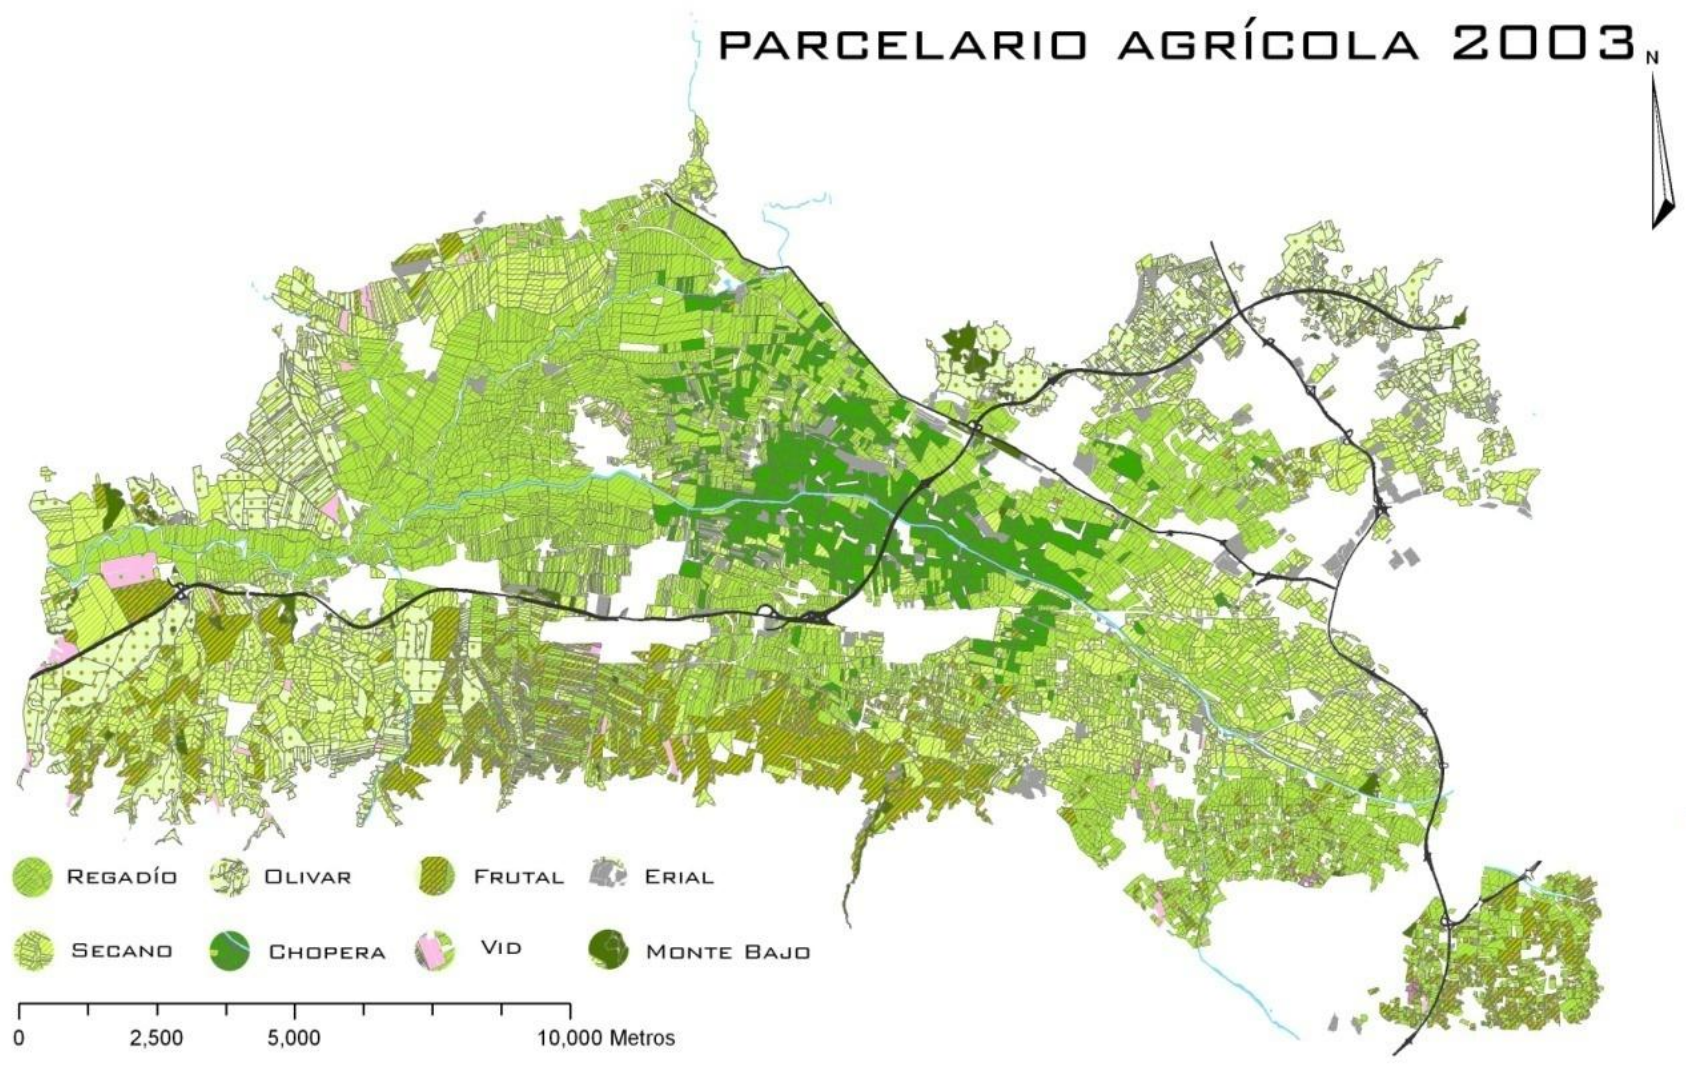 PARCELARIO AGRÍCOLA 2003
N
REGADÍO OLIVAR FRUTAL ERIAL
SECANO CHOPERA VID MONTE BAJO
0 2,500 5,000 10,000 Metros